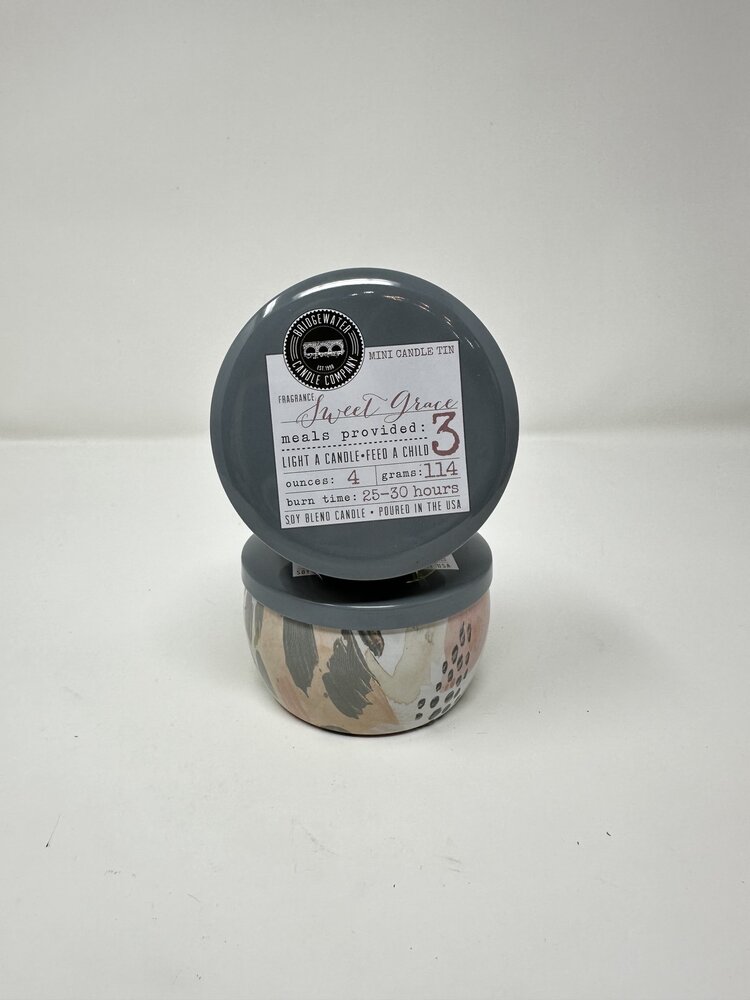 BRIDGEWATER
CANDLE COMPANY
EST. 1998
MINI CANDLE TIN
FRAGRANCE: Sweet Grace
meals provided: 3
LIGHT A CANDLE•FEED A CHILD
ounces: 4 grams: 114
burn time: 25-30 hours
SOY BLEND CANDLE • POURED IN THE USA
USA